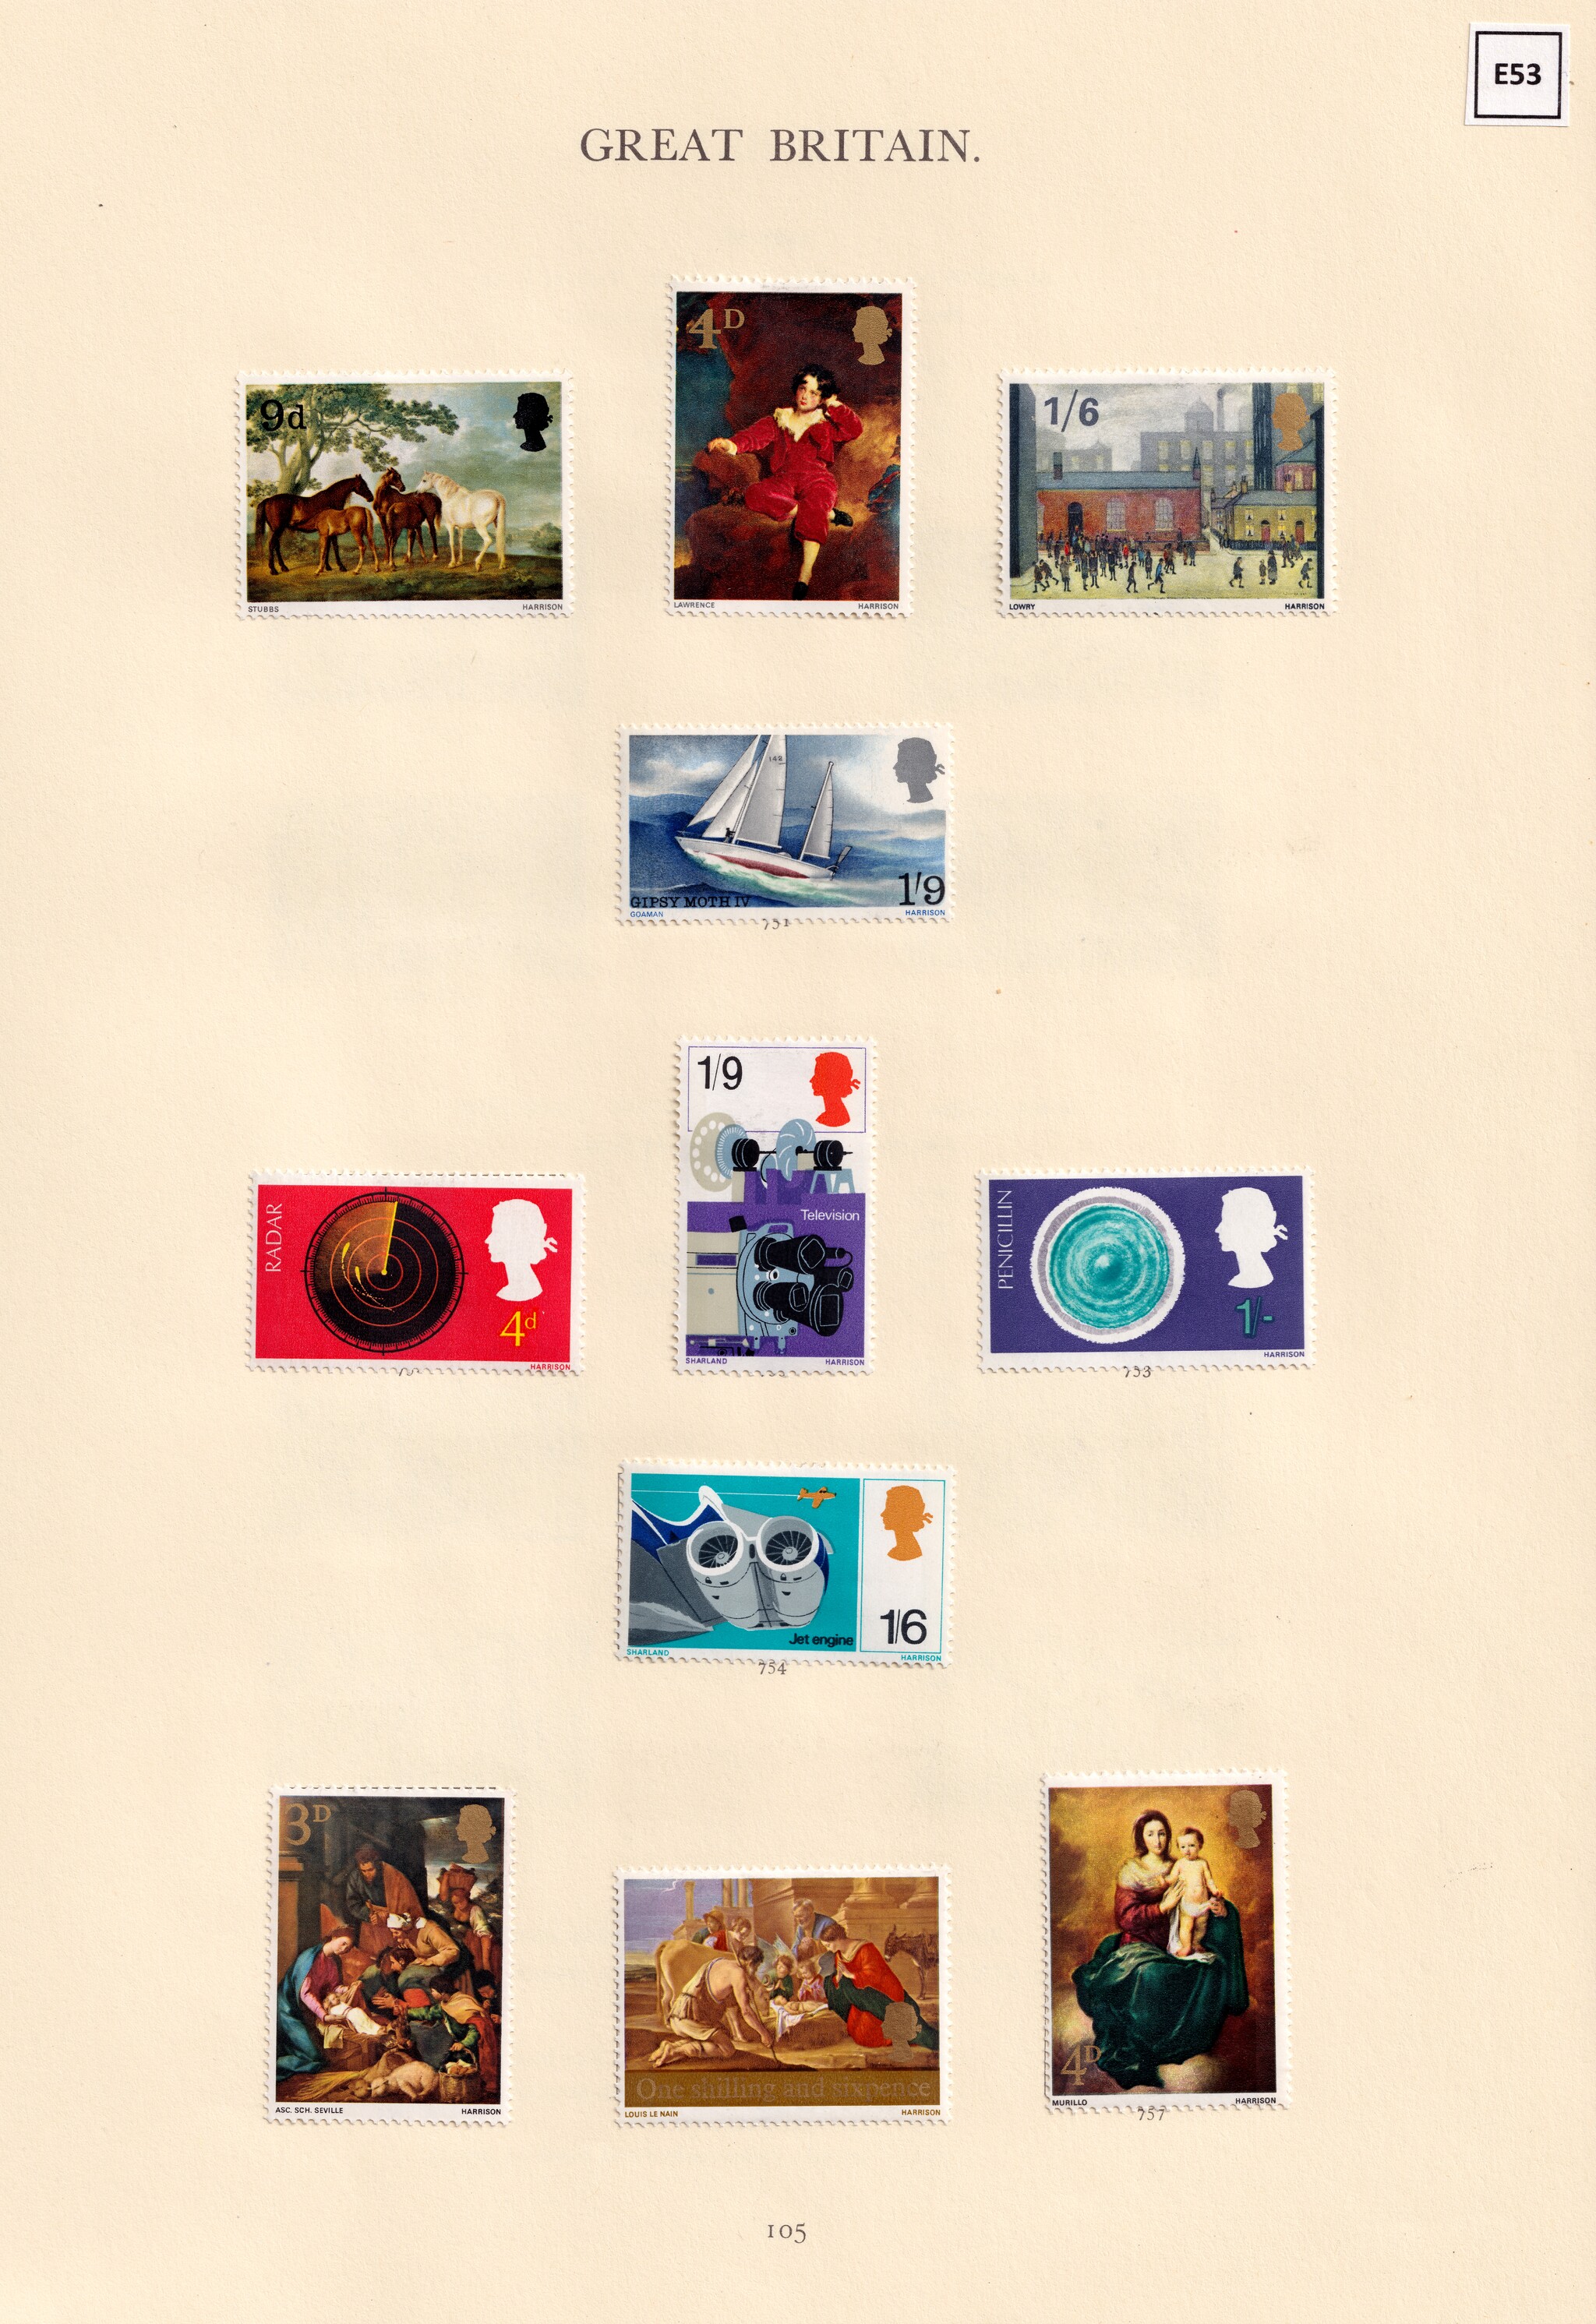 E53
GREAT BRITAIN.
9d
STUBBS HARRISON
4D
LAWRENCE HARRISON
1/6
LOWRY HARRISON
148
GIPSY MOTH IV
1'9
GOAMAN HARRISON
751
RADAR
4d
HARRISON
1/9
Television
SHARLAND HARRISON
PENICILLIN
1/-
HARRISON
753
Jet engine
1/6
SHARLAND HARRISON
754
3D
ASC. SCH. SEVILLE HARRISON
One shilling and sixpence
LOUIS LE NAIN HARRISON
4D
MURILLO HARRISON
757
105